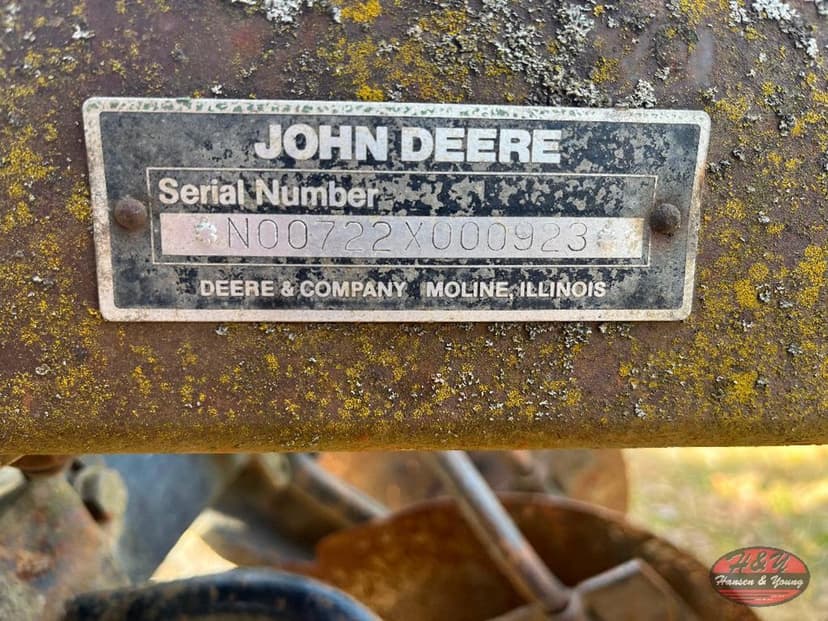 JOHN DEERE
Serial Number
*N00722X000923*
DEERE & COMPANY MOLINE, ILLINOIS
H&Y
Hansen & Young